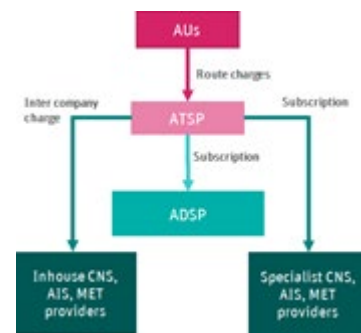 AUs
Route charges
Inter company
charge
Subscription
ATSP
Subscription
ADSP
Inhouse CNS,
AIS, MET
providers
Specialist CNS,
AIS, MET
providers